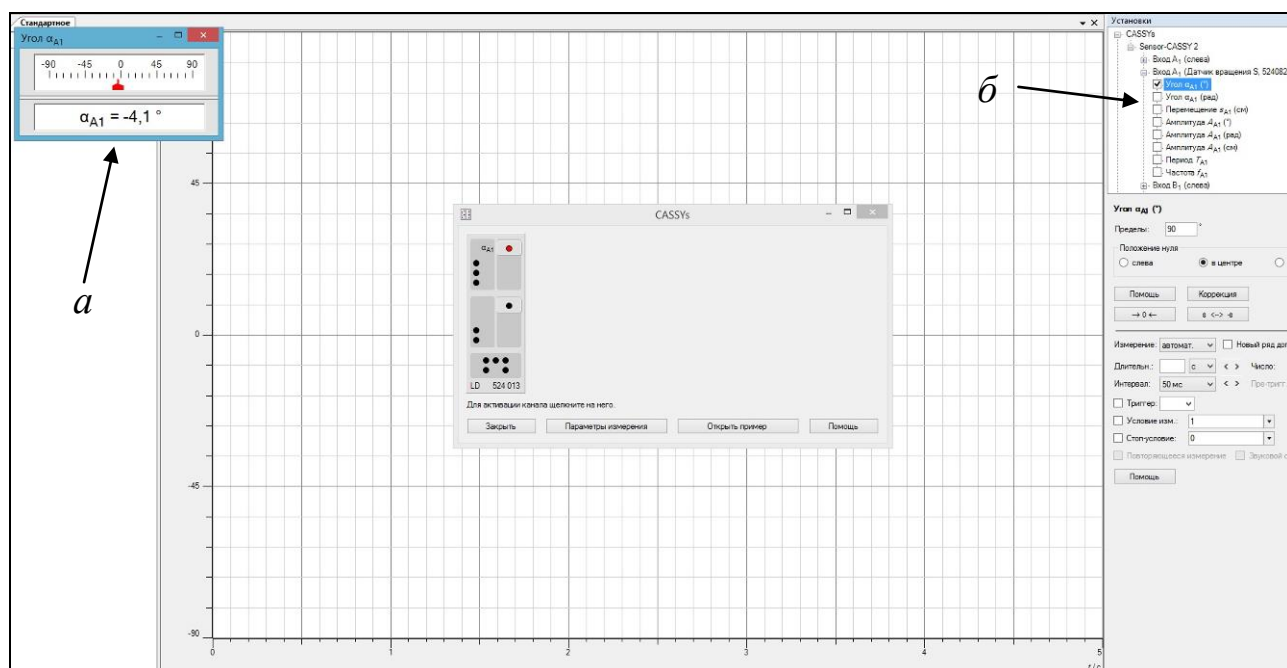 Стандартное
Угол αA1
-90 -45 0 45 90
αA1 = -4,1 °
а
45
0
-45
-90
0 1 2 3 4 5
t/c
CASSYs
αA1
LD 524 013
Для активации канала щелкните на него.
Закрыть Параметры измерения Открыть пример Помощь
б
Установки
CASSYs
Sensor-CASSY 2
Вход A1 (слева)
Вход A1 (Датчик вращения S, 524082
Угол αA1 (°)
Угол αA1 (рад)
Перемещение sA1 (см)
Амплитуда AA1 (°)
Амплитуда AA1 (рад)
Амплитуда AA1 (см)
Период TA1
Частота fA1
Вход B1 (слева)
Угол αA1 (°)
Пределы: 90 °
Положение нуля
слева в центре
Помощь Коррекция
→ 0 ← <-->
Измерение: автомат. Новый ряд доп
Длительн.: с < > Число:
Интервал: 50 мс < > Пре-тригг
Триггер:
Условие изм.: 1
Стоп-условие: 0
Повторяющееся измерение Звуковой с
Помощь